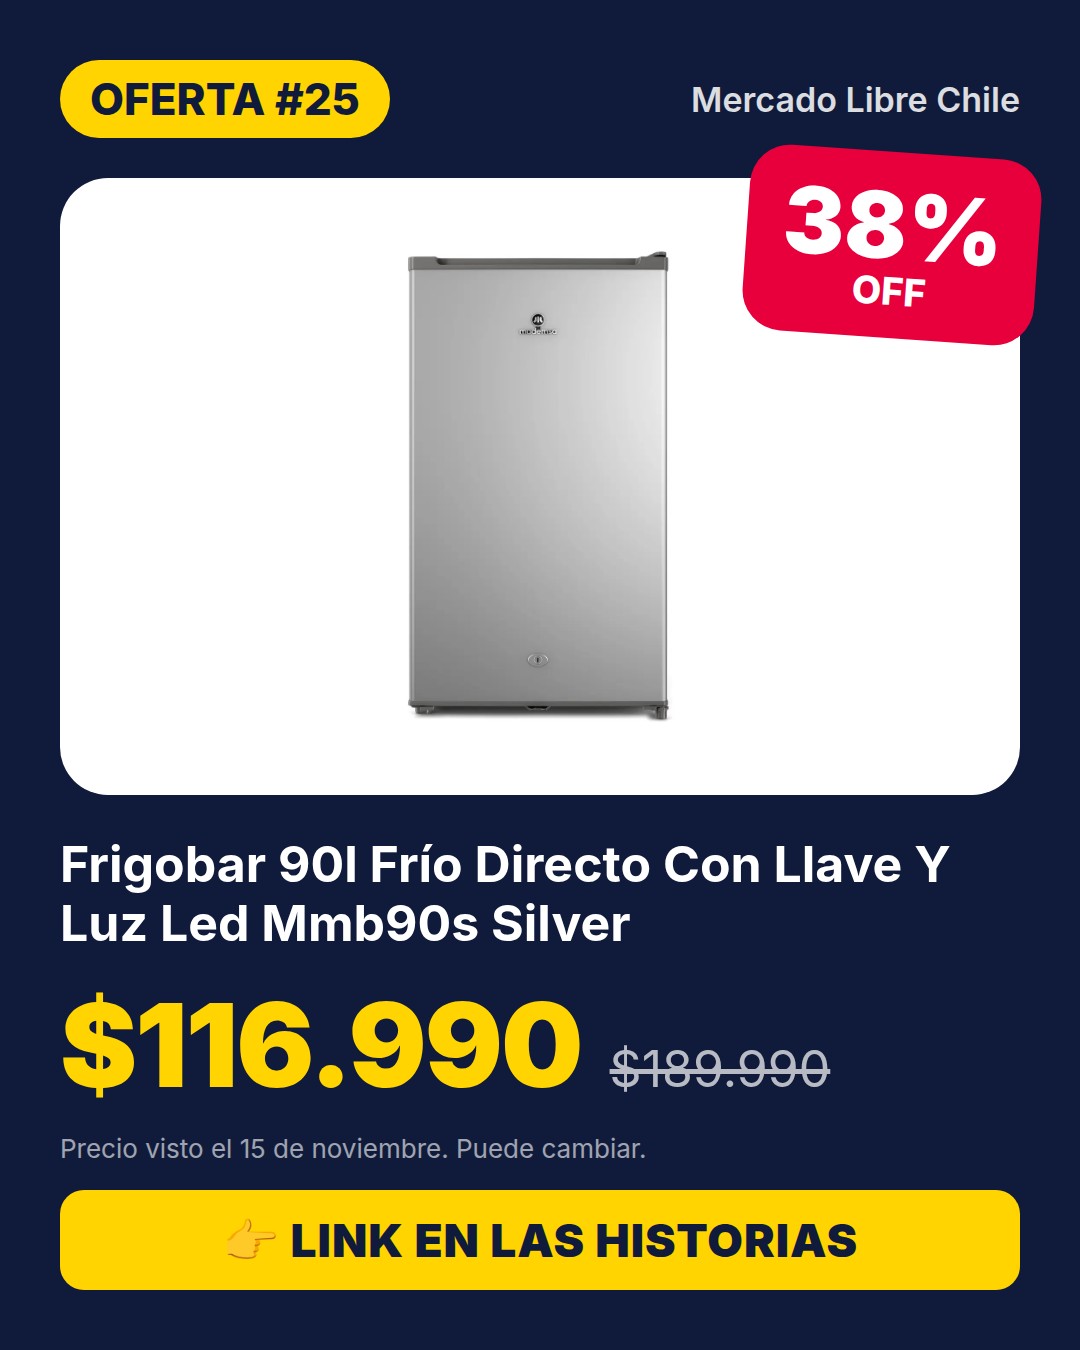 OFERTA #25
Mercado Libre Chile
38%
OFF
Frigobar 90l Frío Directo Con Llave Y
Luz Led Mmb90s Silver
$116.990 $189.990
Precio visto el 15 de noviembre. Puede cambiar.
👉 LINK EN LAS HISTORIAS